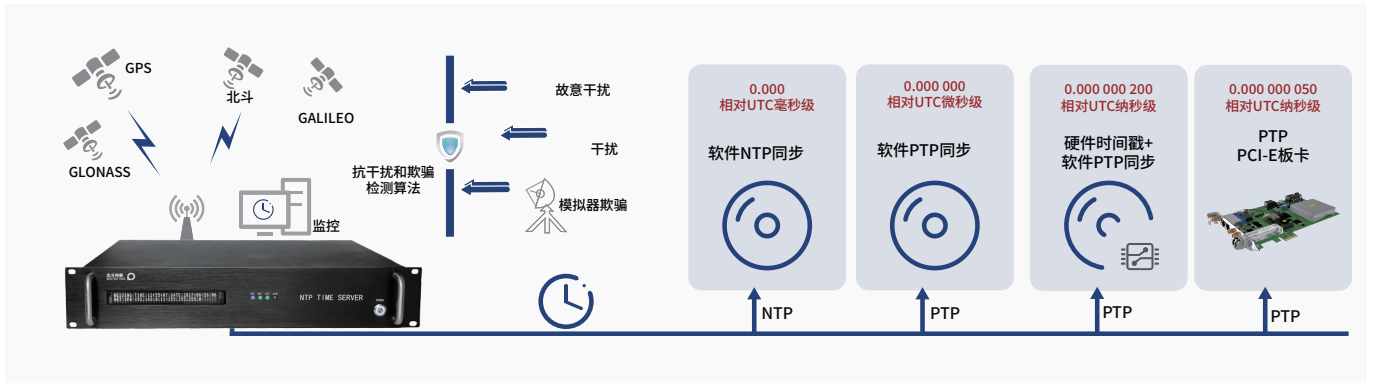 GPS
北斗
GALILEO
GLONASS
监控
故意干扰
干扰
抗干扰和欺骗
检测算法
模拟器欺骗
NTP TIME SERVER
0.000
相对UTC毫秒级
软件NTP同步
NTP
0.000 000
相对UTC微秒级
软件PTP同步
PTP
0.000 000 200
相对UTC纳秒级
硬件时间戳+
软件PTP同步
PTP
0.000 000 050
相对UTC纳秒级
PTP
PCI-E板卡
PTP